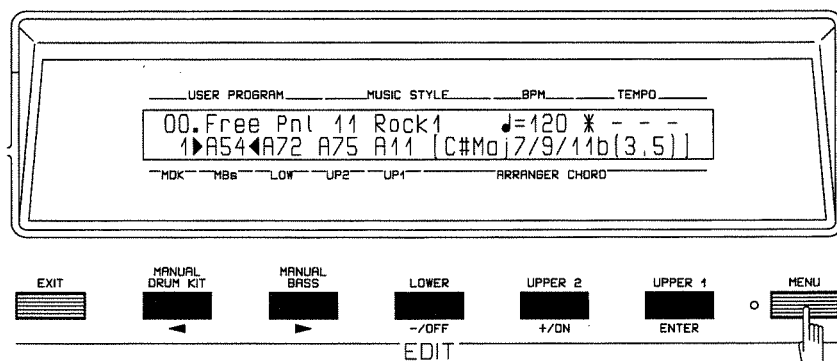 USER PROGRAM MUSIC STYLE BPM TEMPO
00.Free Pnl 11 Rock1 ♩=120 * - - -
1▶A54◀A72 A75 A11 [C#Maj7/9/11b(3,5)]
MDK MBs LOW UP2 UP1 ARRANGER CHORD
EXIT MANUAL DRUM KIT MANUAL BASS LOWER UPPER 2 UPPER 1 MENU
◀ ▶ -/OFF +/ON ENTER
EDIT